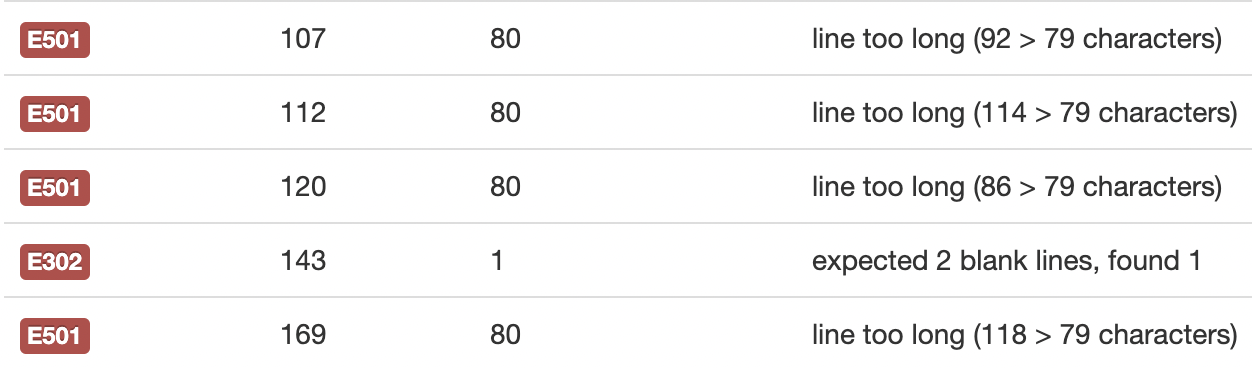 E501 107 80 line too long (92 > 79 characters)
E501 112 80 line too long (114 > 79 characters)
E501 120 80 line too long (86 > 79 characters)
E302 143 1 expected 2 blank lines, found 1
E501 169 80 line too long (118 > 79 characters)